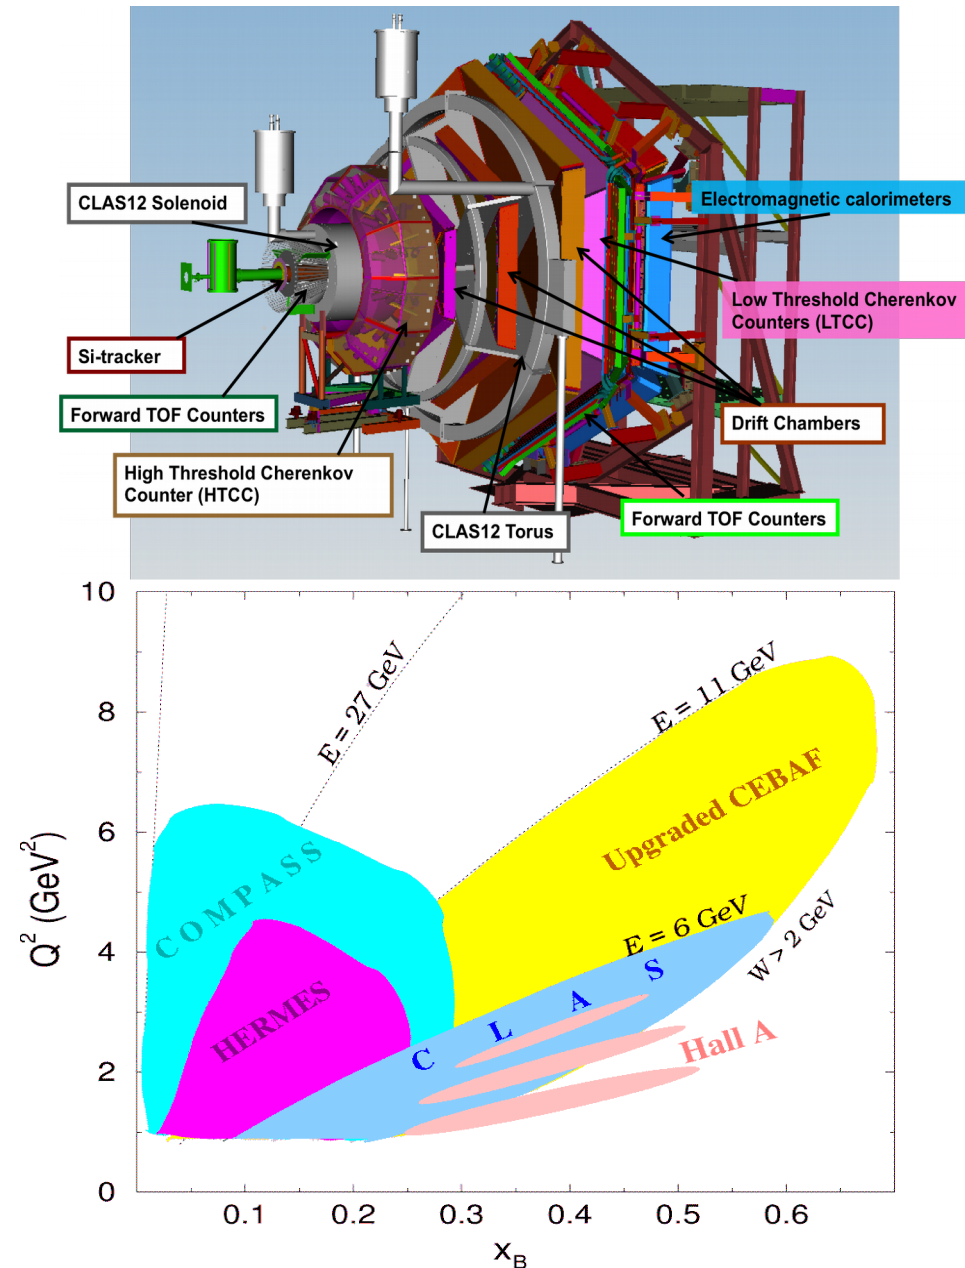 CLAS12 Solenoid
Electromagnetic calorimeters
Low Threshold Cherenkov
Counters (LTCC)
Si-tracker
Forward TOF Counters
Drift Chambers
High Threshold Cherenkov
Counter (HTCC)
CLAS12 Torus
Forward TOF Counters
10
8
6
4
2
0
Q² (GeV²)
E = 27 GeV
E = 11 GeV
Upgraded CEBAF
COMPASS
HERMES
E = 6 GeV
W > 2 GeV
C L A S
Hall A
0.1 0.2 0.3 0.4 0.5 0.6
x_B